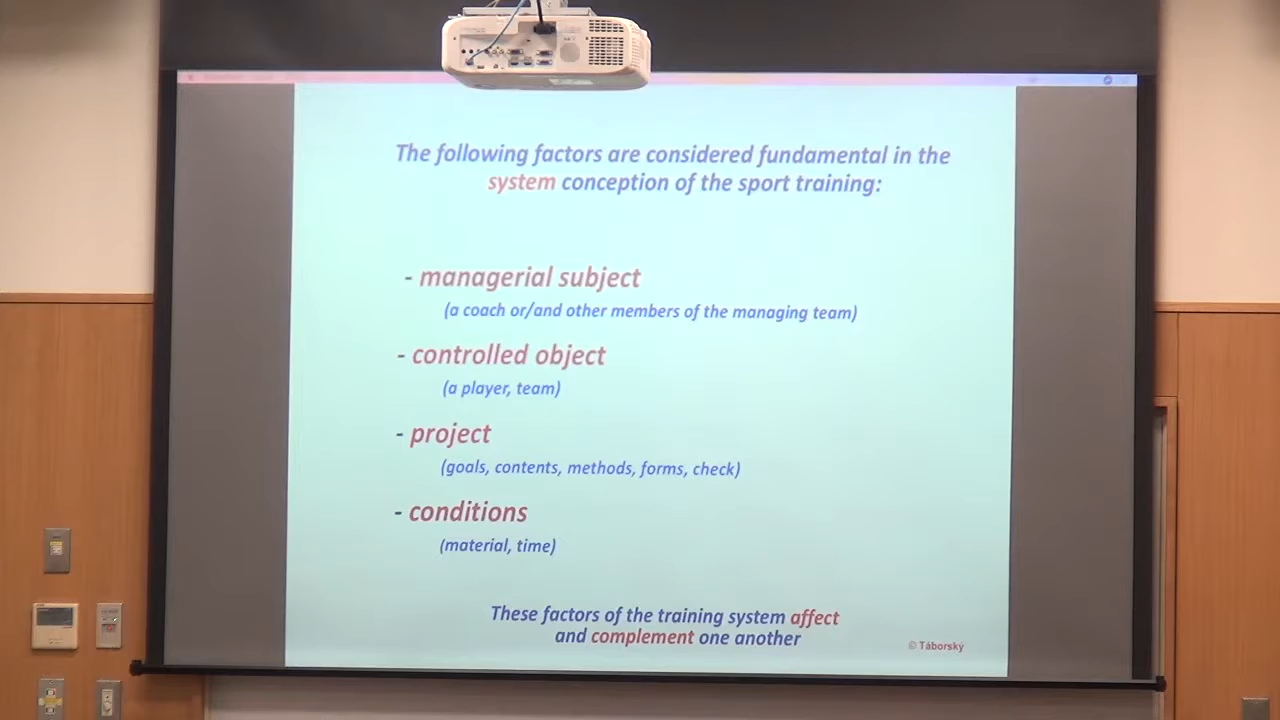 The following factors are considered fundamental in the
system conception of the sport training:
- managerial subject
(a coach or/and other members of the managing team)
- controlled object
(a player, team)
- project
(goals, contents, methods, forms, check)
- conditions
(material, time)
These factors of the training system affect
and complement one another
© Táborský